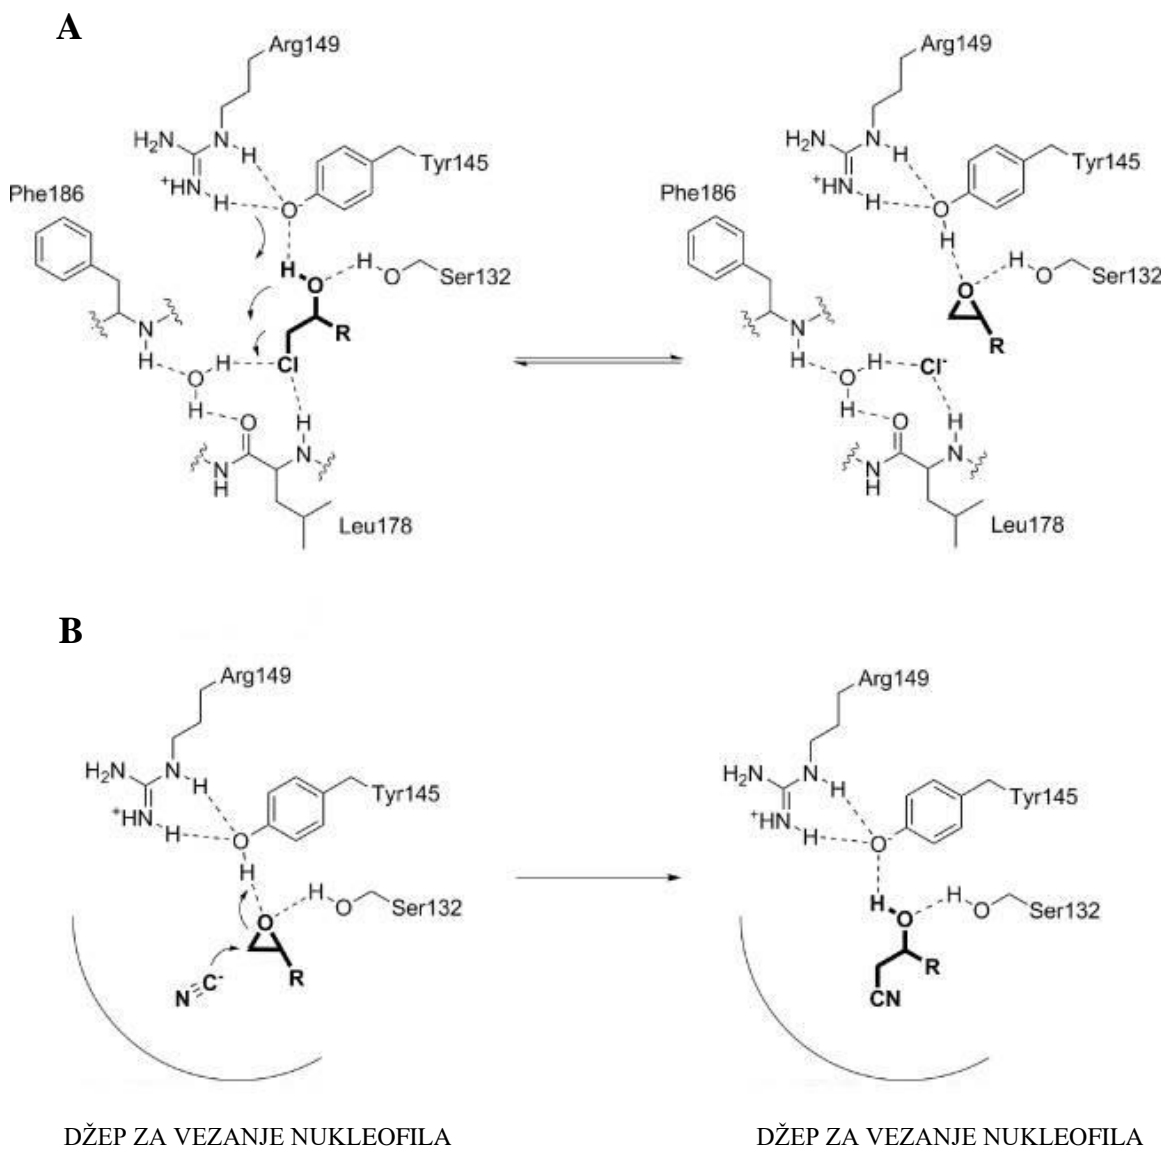 A
Arg149
Arg149
H₂N
N
H
H₂N
N
H
Tyr145
Tyr145
⁺HN
H
O⁻
⁺HN
H
O
Phe186
Phe186
H
H
H
O
Ser132
H
O
Ser132
O
O
N
R
N
R
H
H
Cl
H
H
Cl⁻
O
O
H
O
H
H
O
H
N
N
N
H
N
H
Leu178
Leu178
B
Arg149
Arg149
H₂N
N
H
H₂N
N
H
Tyr145
Tyr145
⁺HN
H
O
⁺HN
H
O⁻
H
H
O
Ser132
H
H
O
Ser132
O
O
N≡C⁻
R
R
CN
DŽEP ZA VEZANJE NUKLEOFILA
DŽEP ZA VEZANJE NUKLEOFILA